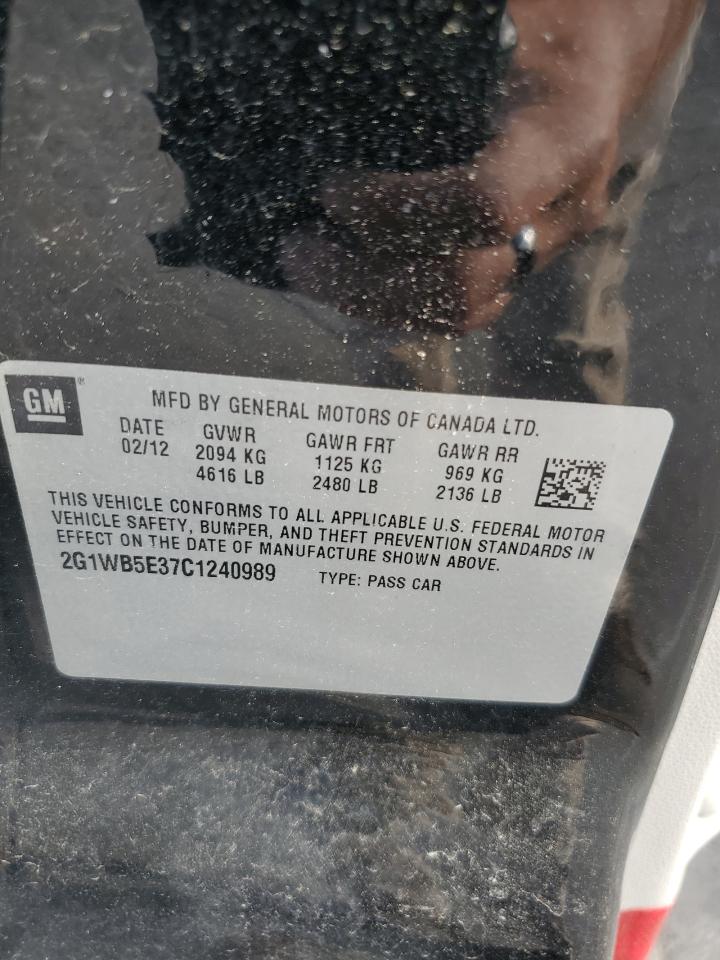 GM®
MFD BY GENERAL MOTORS OF CANADA LTD.
DATE GVWR GAWR FRT GAWR RR
02/12 2094 KG 1125 KG 969 KG
4616 LB 2480 LB 2136 LB
THIS VEHICLE CONFORMS TO ALL APPLICABLE U.S. FEDERAL MOTOR
VEHICLE SAFETY, BUMPER, AND THEFT PREVENTION STANDARDS IN
EFFECT ON THE DATE OF MANUFACTURE SHOWN ABOVE.
2G1WB5E37C1240989 TYPE: PASS CAR